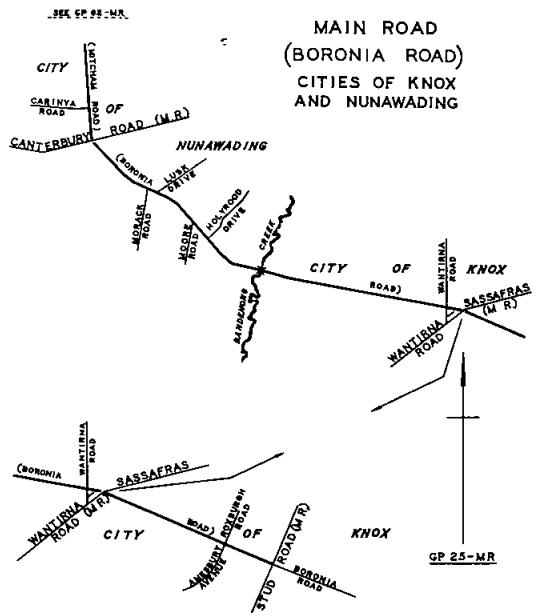 SEE GP 62-MR
MAIN ROAD
(BORONIA ROAD)
CITIES OF KNOX
AND NUNAWADING
CITY OF NUNAWADING
(MITCHAM ROAD)
CARINYA
ROAD
CANTERBURY ROAD (M.R.)
(BORONIA
LUSK
DRIVE
MORACK
ROAD
MOORE
ROAD
HOLYROOD
DRIVE
DANDENONG CREEK
CITY OF KNOX
ROAD)
WANTIRNA
ROAD
SASSAFRAS
(M R)
WANTIRNA
ROAD
(BORONIA
WANTIRNA
ROAD
SASSAFRAS
WANTIRNA
ROAD (M R)
CITY OF KNOX
ROAD)
AMESBURY
AVENUE
ROXBURGH
ROAD
STUD ROAD (M R)
BORONIA
ROAD
GP 25-MR